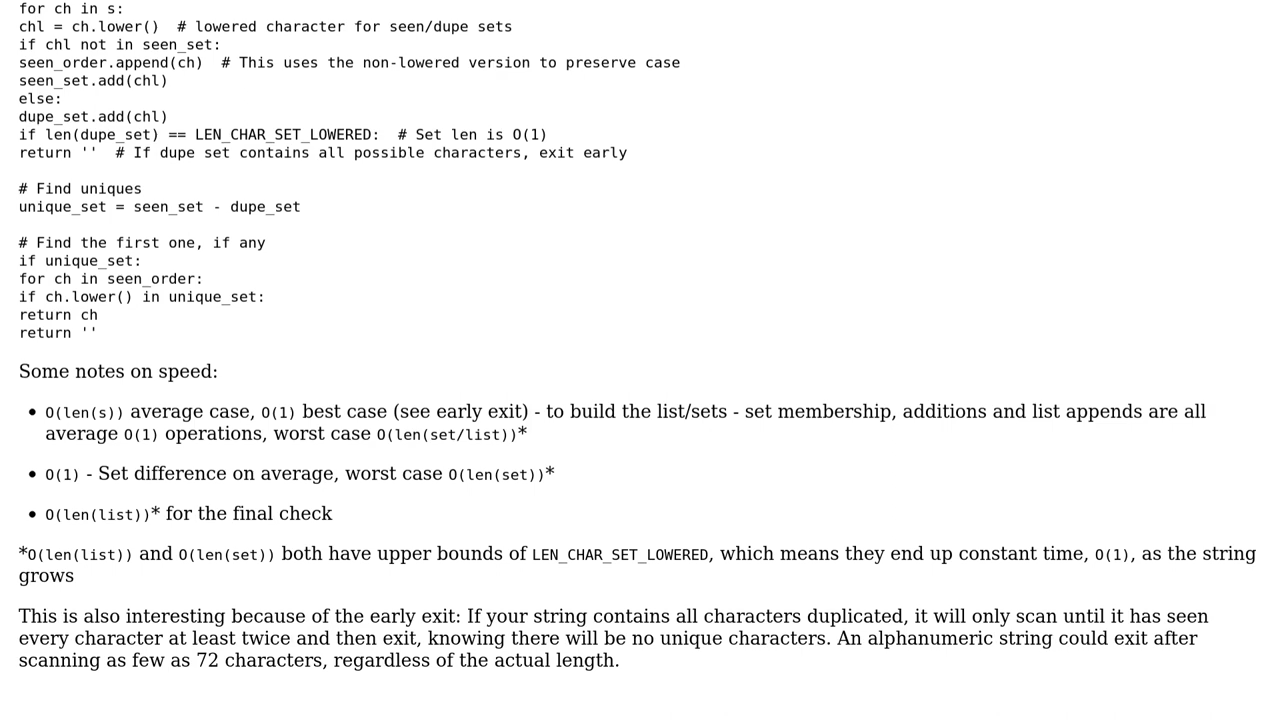 for ch in s:
chl = ch.lower()  # lowered character for seen/dupe sets
if chl not in seen_set:
seen_order.append(ch)  # This uses the non-lowered version to preserve case
seen_set.add(chl)
else:
dupe_set.add(chl)
if len(dupe_set) == LEN_CHAR_SET_LOWERED:  # Set len is O(1)
return ''  # If dupe set contains all possible characters, exit early

# Find uniques
unique_set = seen_set - dupe_set

# Find the first one, if any
if unique_set:
for ch in seen_order:
if ch.lower() in unique_set:
return ch
return ''

Some notes on speed:

• O(len(s)) average case, O(1) best case (see early exit) - to build the list/sets - set membership, additions and list appends are all
average O(1) operations, worst case O(len(set/list))*

• O(1) - Set difference on average, worst case O(len(set))*

• O(len(list))* for the final check

*O(len(list)) and O(len(set)) both have upper bounds of LEN_CHAR_SET_LOWERED, which means they end up constant time, O(1), as the string
grows

This is also interesting because of the early exit: If your string contains all characters duplicated, it will only scan until it has seen
every character at least twice and then exit, knowing there will be no unique characters. An alphanumeric string could exit after
scanning as few as 72 characters, regardless of the actual length.